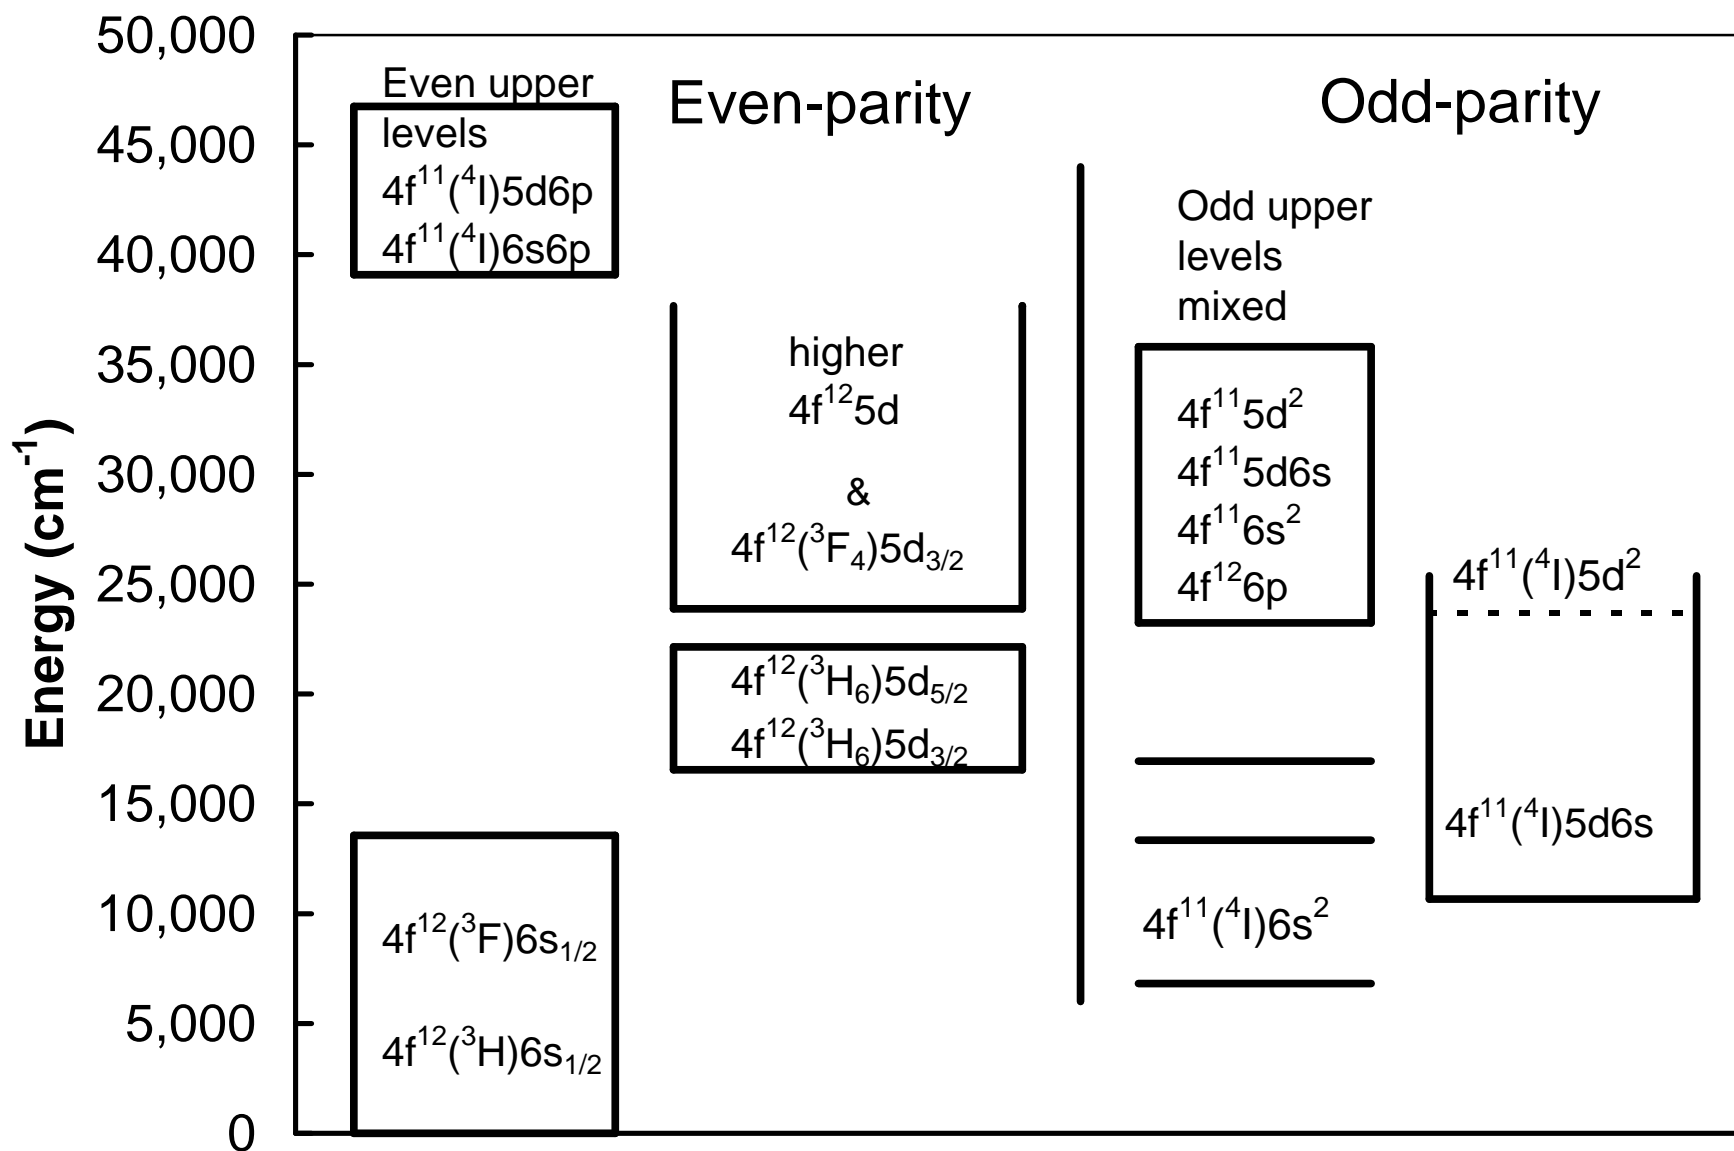 50,000
45,000
40,000
35,000
30,000
25,000
20,000
15,000
10,000
5,000
0
Energy (cm⁻¹)
Even upper
levels
4f¹¹(⁴I)5d6p
4f¹¹(⁴I)6s6p
4f¹²(³F)6s₁/₂
4f¹²(³H)6s₁/₂
Even-parity
higher
4f¹²5d
&
4f¹²(³F₄)5d₃/₂
4f¹²(³H₆)5d₅/₂
4f¹²(³H₆)5d₃/₂
Odd-parity
Odd upper
levels
mixed
4f¹¹5d²
4f¹¹5d6s
4f¹¹6s²
4f¹²6p
4f¹¹(⁴I)6s²
4f¹¹(⁴I)5d²
4f¹¹(⁴I)5d6s